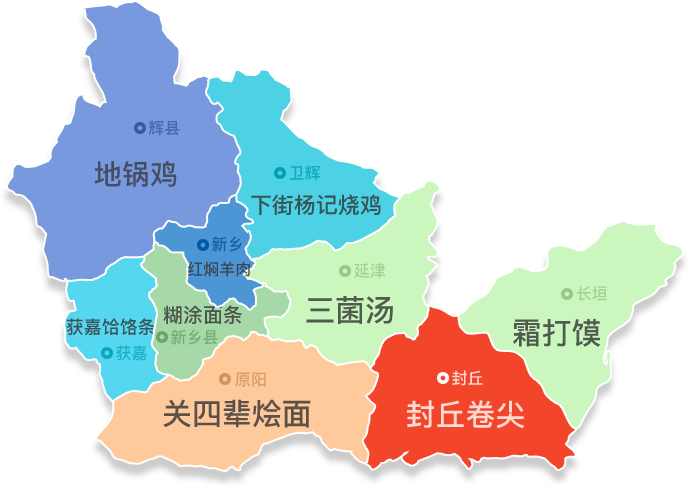 辉县
地锅鸡
卫辉
下街杨记烧鸡
新乡
红焖羊肉
延津
三菌汤
长垣
霜打馍
获嘉饸饹条
获嘉
糊涂面条
新乡县
原阳
关四辈烩面
封丘
封丘卷尖